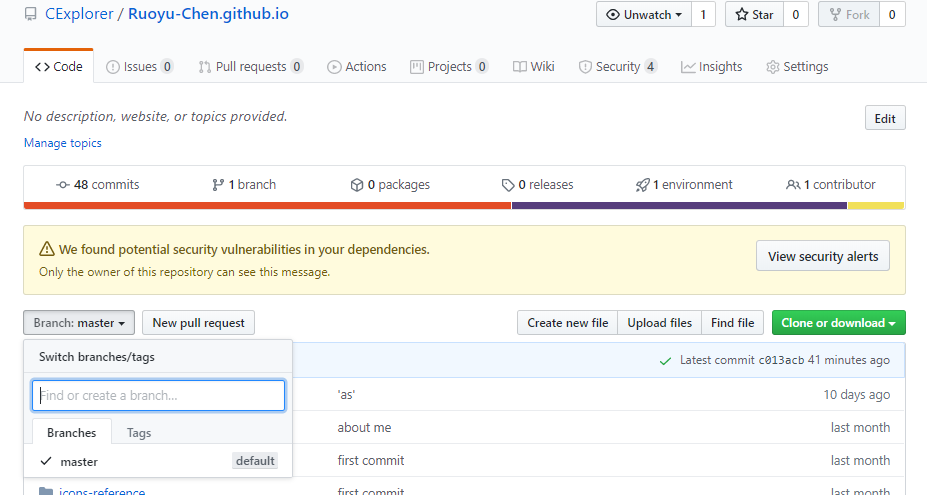 CExplorer / Ruoyu-Chen.github.io Unwatch 1 Star 0 Fork 0
Code Issues 0 Pull requests 0 Actions Projects 0 Wiki Security 4 Insights Settings
No description, website, or topics provided. Edit
Manage topics
48 commits 1 branch 0 packages 0 releases 1 environment 1 contributor
We found potential security vulnerabilities in your dependencies.
Only the owner of this repository can see this message.
View security alerts
Branch: master New pull request Create new file Upload files Find file Clone or download
Switch branches/tags
Latest commit c013acb 41 minutes ago
Find or create a branch...
'as' 10 days ago
Branches Tags
about me last month
master default
first commit last month
icons-reference first commit last month